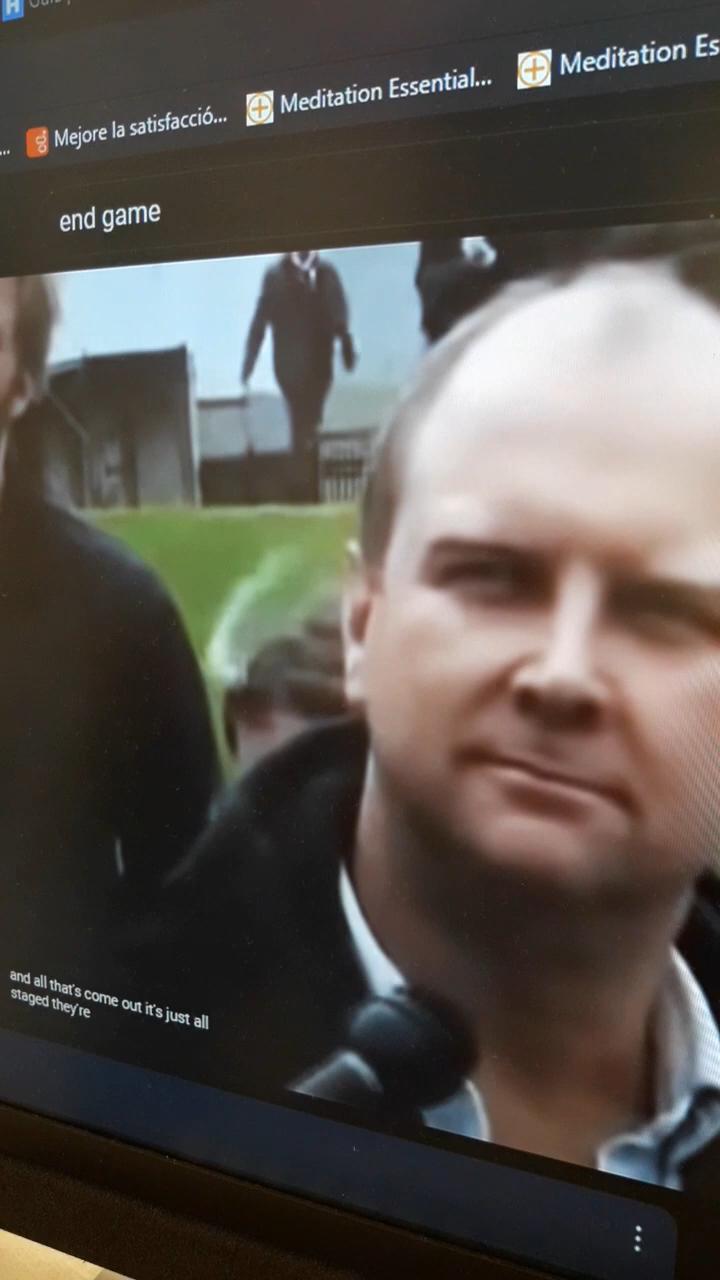 Meditation Es
Meditation Essential...
... Mejore la satisfacció...
end game
and all that's come out it's just all
staged they're